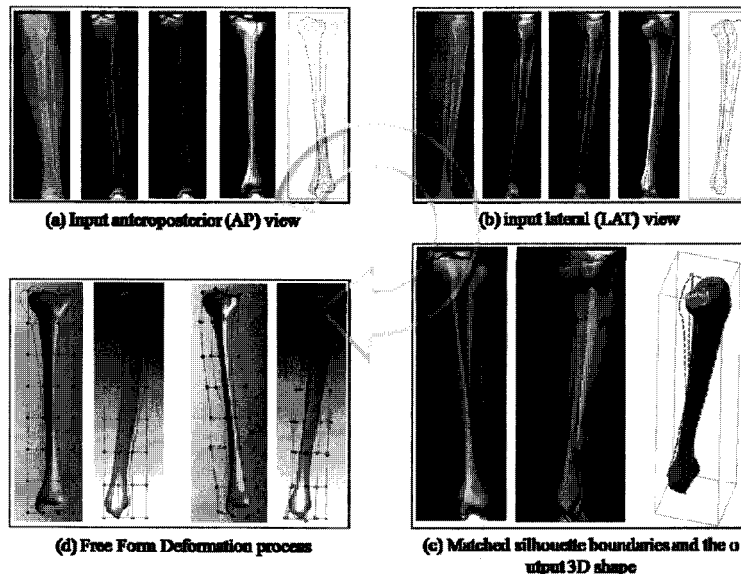 (a) Input anteroposterior (AP) view
(b) input lateral (LAT) view
(d) Free Form Deformation process
(c) Matched silhouette boundaries and the o
utput 3D shape